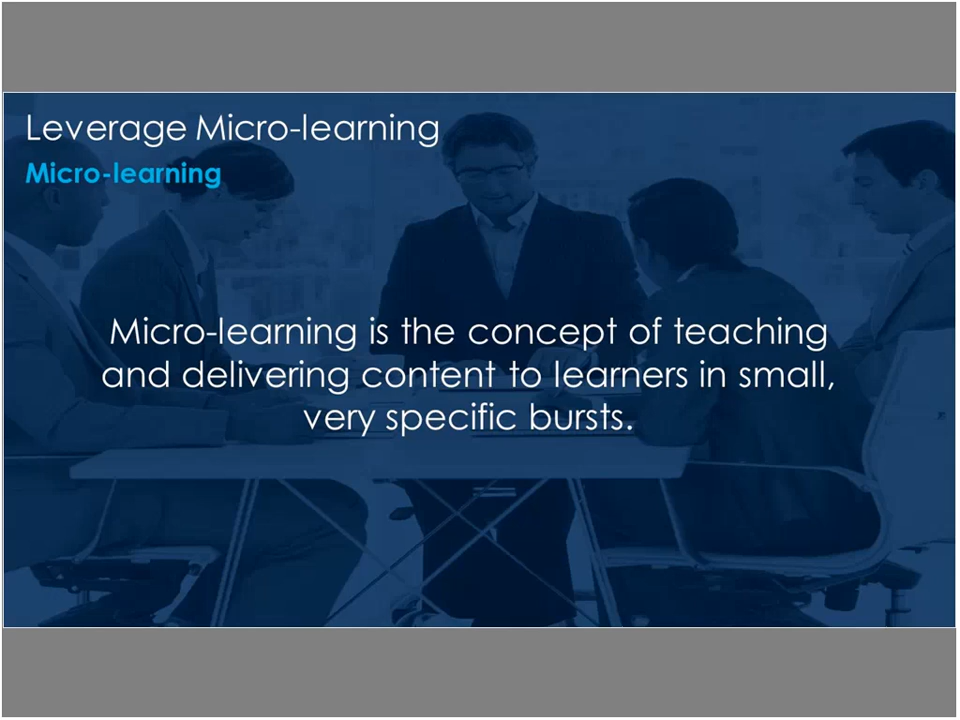 Leverage Micro-learning
Micro-learning
Micro-learning is the concept of teaching
and delivering content to learners in small,
very specific bursts.